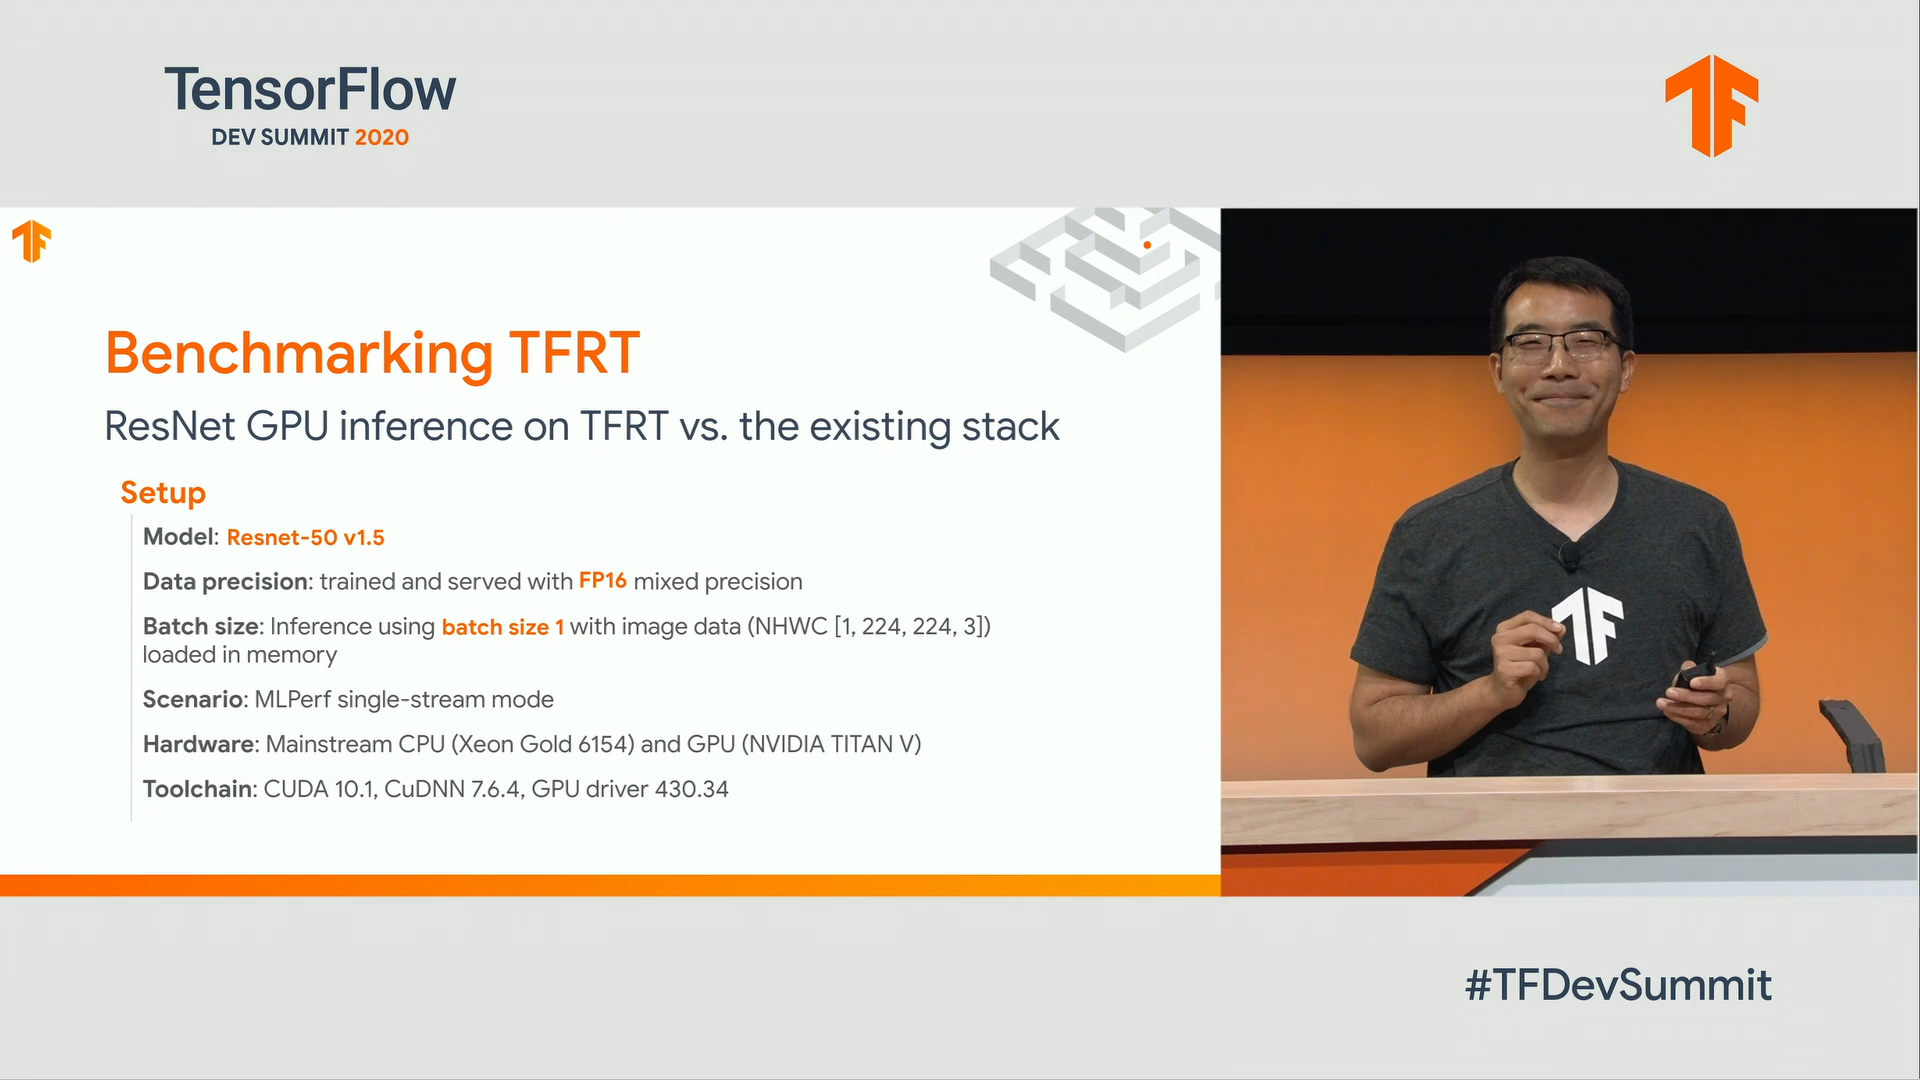 TensorFlow
DEV SUMMIT 2020
Benchmarking TFRT
ResNet GPU inference on TFRT vs. the existing stack
Setup
Model: Resnet-50 v1.5
Data precision: trained and served with FP16 mixed precision
Batch size: Inference using batch size 1 with image data (NHWC [1, 224, 224, 3])
loaded in memory
Scenario: MLPerf single-stream mode
Hardware: Mainstream CPU (Xeon Gold 6154) and GPU (NVIDIA TITAN V)
Toolchain: CUDA 10.1, CuDNN 7.6.4, GPU driver 430.34
#TFDevSummit